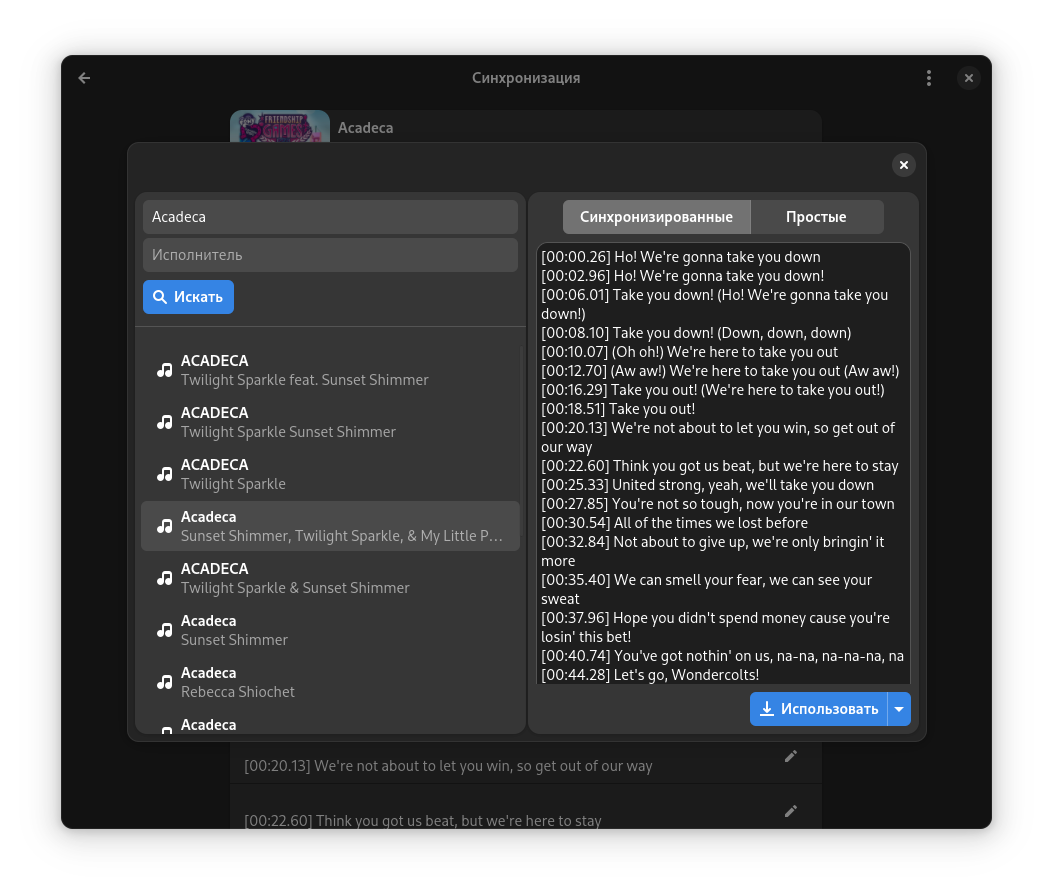 Синхронизация
FRIENDSHIP
GAMES
Acadeca
Acadeca
Исполнитель
Искать
ACADECA
Twilight Sparkle feat. Sunset Shimmer
ACADECA
Twilight Sparkle Sunset Shimmer
ACADECA
Twilight Sparkle
Acadeca
Sunset Shimmer, Twilight Sparkle, & My Little P...
ACADECA
Twilight Sparkle & Sunset Shimmer
Acadeca
Sunset Shimmer
Acadeca
Rebecca Shiochet
Acadeca
Синхронизированные
Простые
[00:00.26] Ho! We're gonna take you down
[00:02.96] Ho! We're gonna take you down!
[00:06.01] Take you down! (Ho! We're gonna take you
down!)
[00:08.10] Take you down! (Down, down, down)
[00:10.07] (Oh oh!) We're here to take you out
[00:12.70] (Aw aw!) We're here to take you out (Aw aw!)
[00:16.29] Take you out! (We're here to take you out!)
[00:18.51] Take you out!
[00:20.13] We're not about to let you win, so get out of
our way
[00:22.60] Think you got us beat, but we're here to stay
[00:25.33] United strong, yeah, we'll take you down
[00:27.85] You're not so tough, now you're in our town
[00:30.54] All of the times we lost before
[00:32.84] Not about to give up, we're only bringin' it
more
[00:35.40] We can smell your fear, we can see your
sweat
[00:37.96] Hope you didn't spend money cause you're
losin' this bet!
[00:40.74] You've got nothin' on us, na-na, na-na-na, na
[00:44.28] Let's go, Wondercolts!
Использовать
[00:20.13] We're not about to let you win, so get out of our way
[00:22.60] Think you got us beat, but we're here to stay